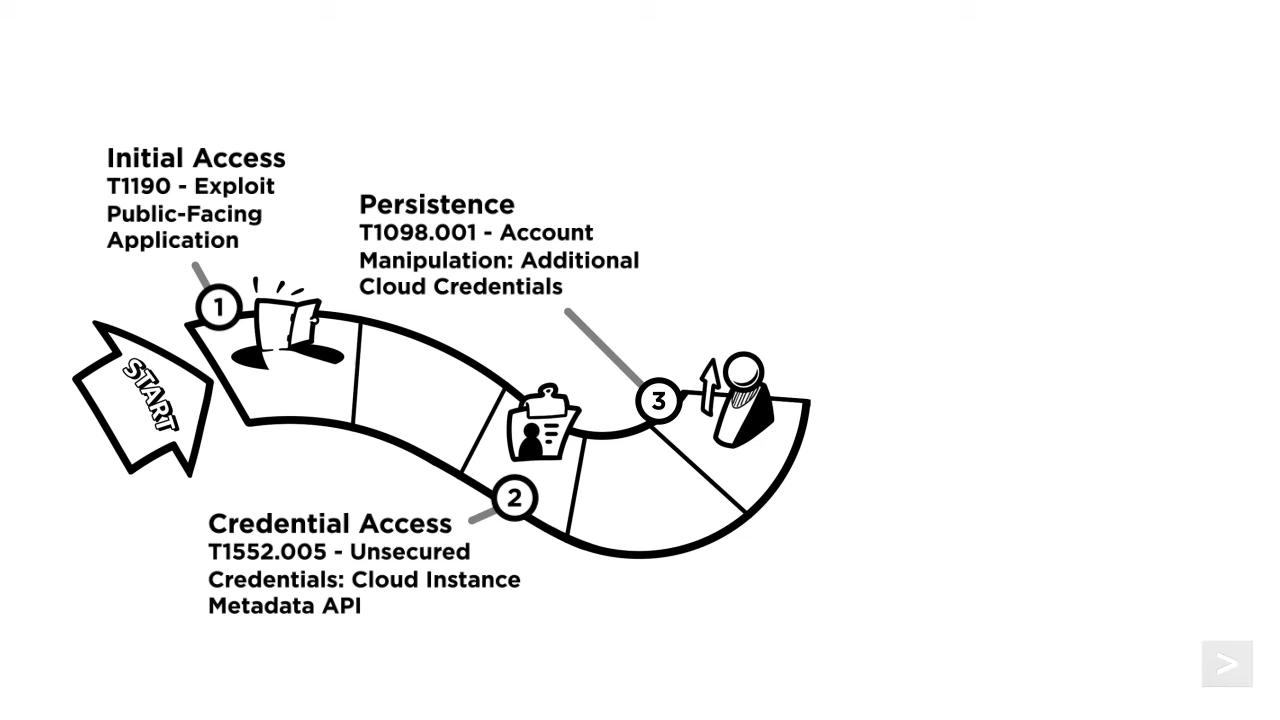 Initial Access
T1190 - Exploit
Public-Facing
Application
Persistence
T1098.001 - Account
Manipulation: Additional
Cloud Credentials
1
START
3
2
Credential Access
T1552.005 - Unsecured
Credentials: Cloud Instance
Metadata API
>